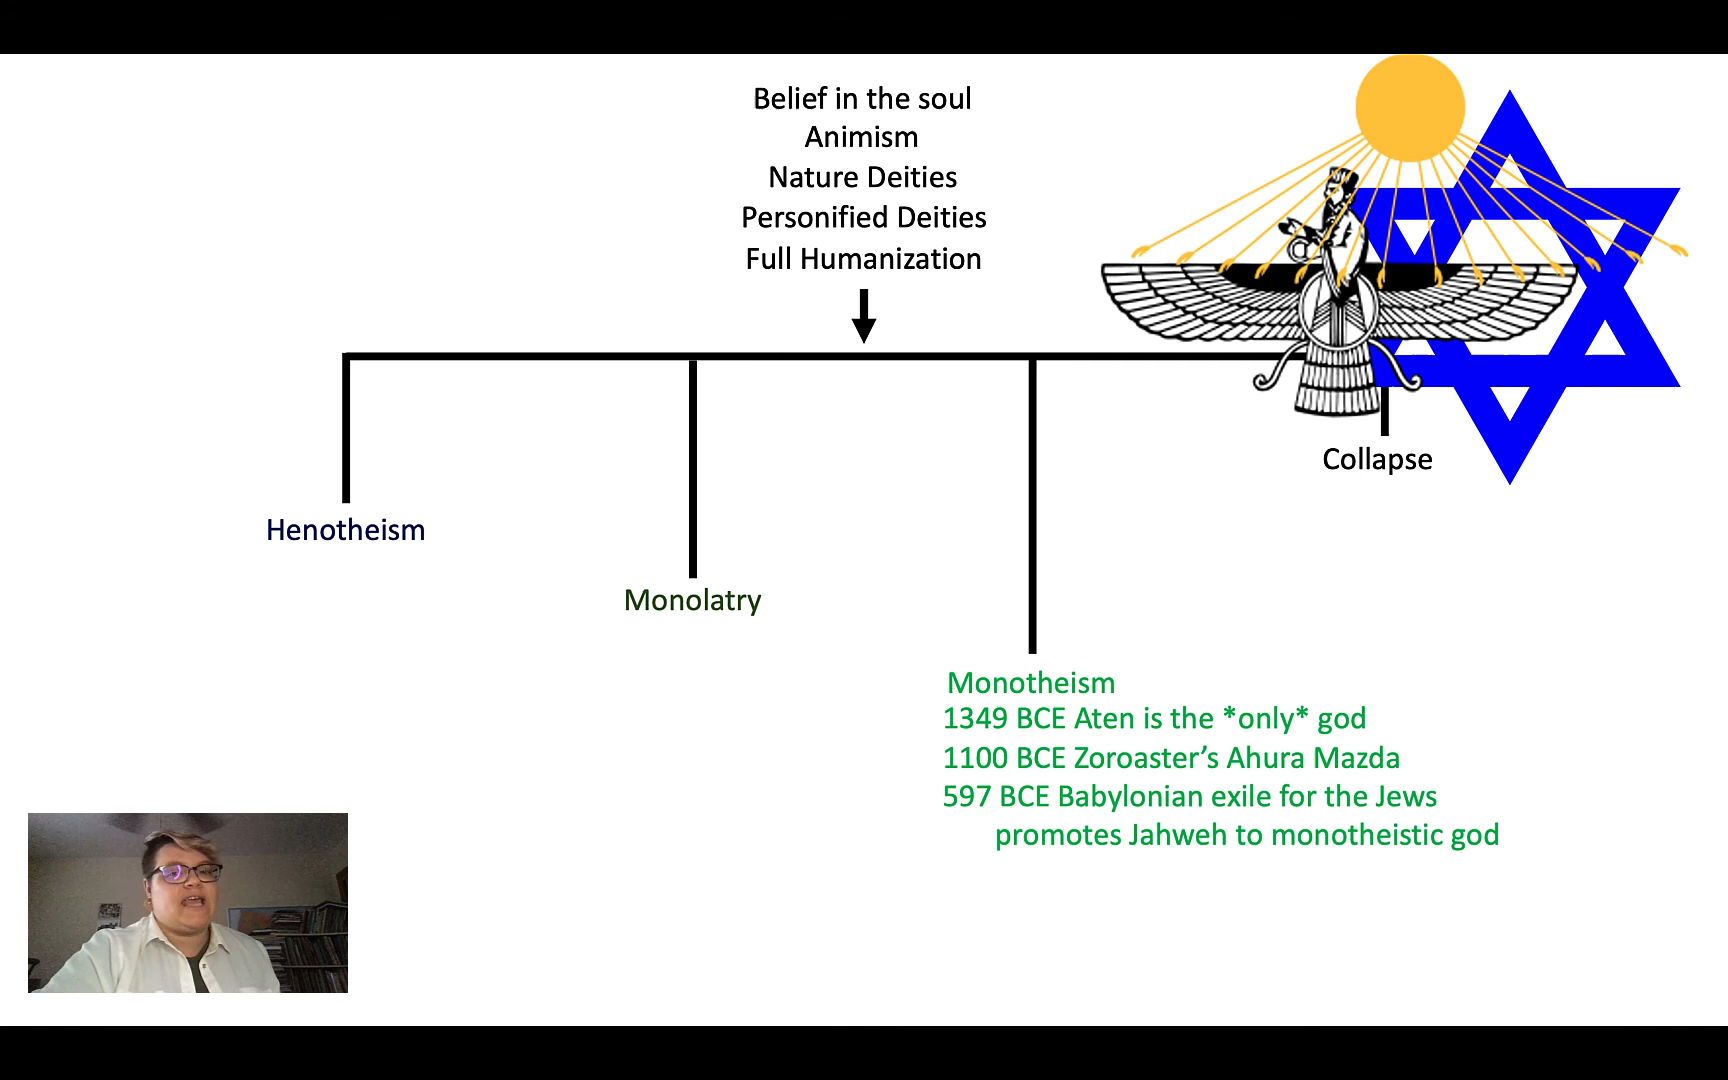 Belief in the soul
Animism
Nature Deities
Personified Deities
Full Humanization
Collapse
Henotheism
Monolatry
Monotheism
1349 BCE Aten is the *only* god
1100 BCE Zoroaster’s Ahura Mazda
597 BCE Babylonian exile for the Jews
promotes Jahweh to monotheistic god